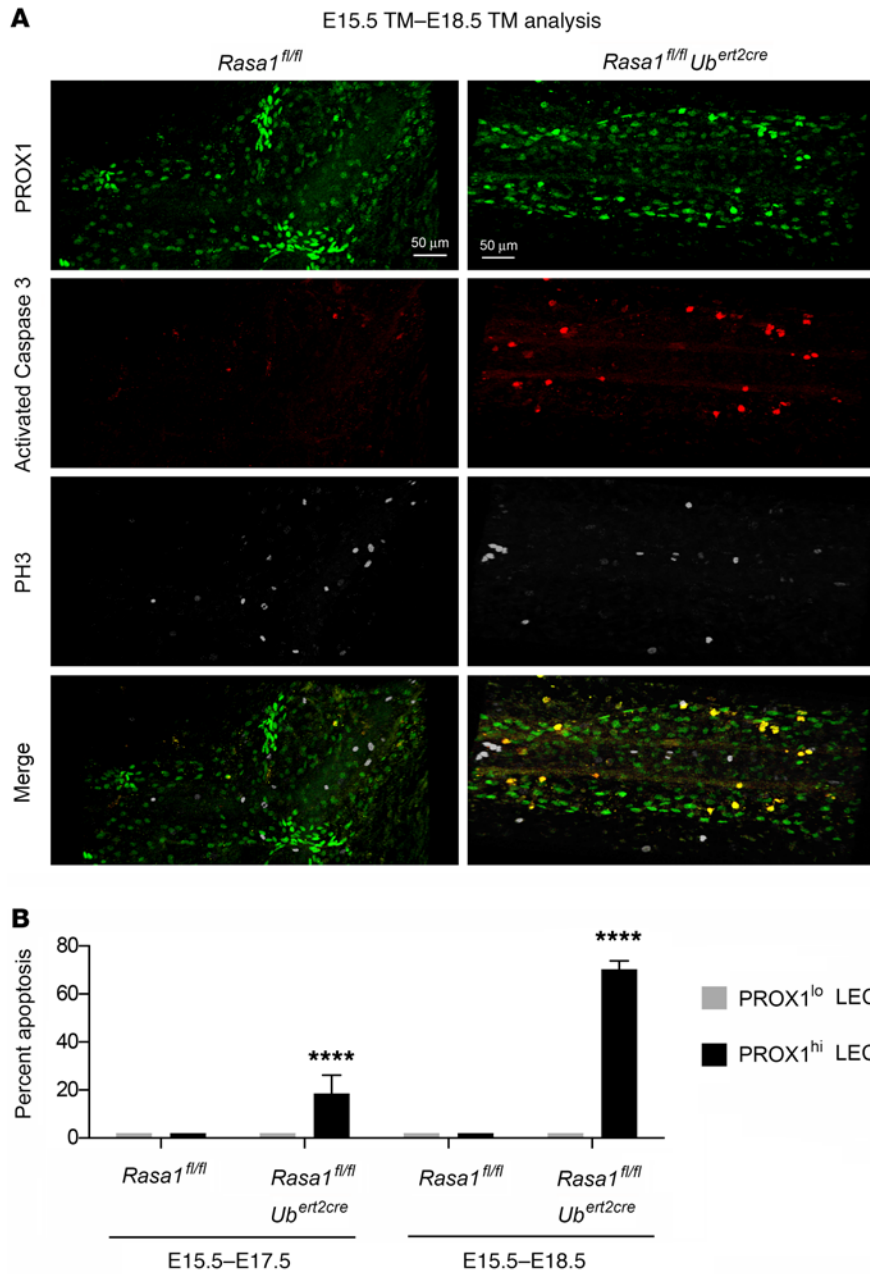 A
E15.5 TM–E18.5 TM analysis
Rasa1fl/fl
Rasa1fl/fl Ubert2cre
PROX1
50 μm
50 μm
Activated Caspase 3
PH3
Merge
B
Percent apoptosis
80
60
40
20
0
****
****
PROX1lo LEC
PROX1hi LEC
Rasa1fl/fl
Rasa1fl/fl
Ubert2cre
Rasa1fl/fl
Rasa1fl/fl
Ubert2cre
E15.5–E17.5
E15.5–E18.5